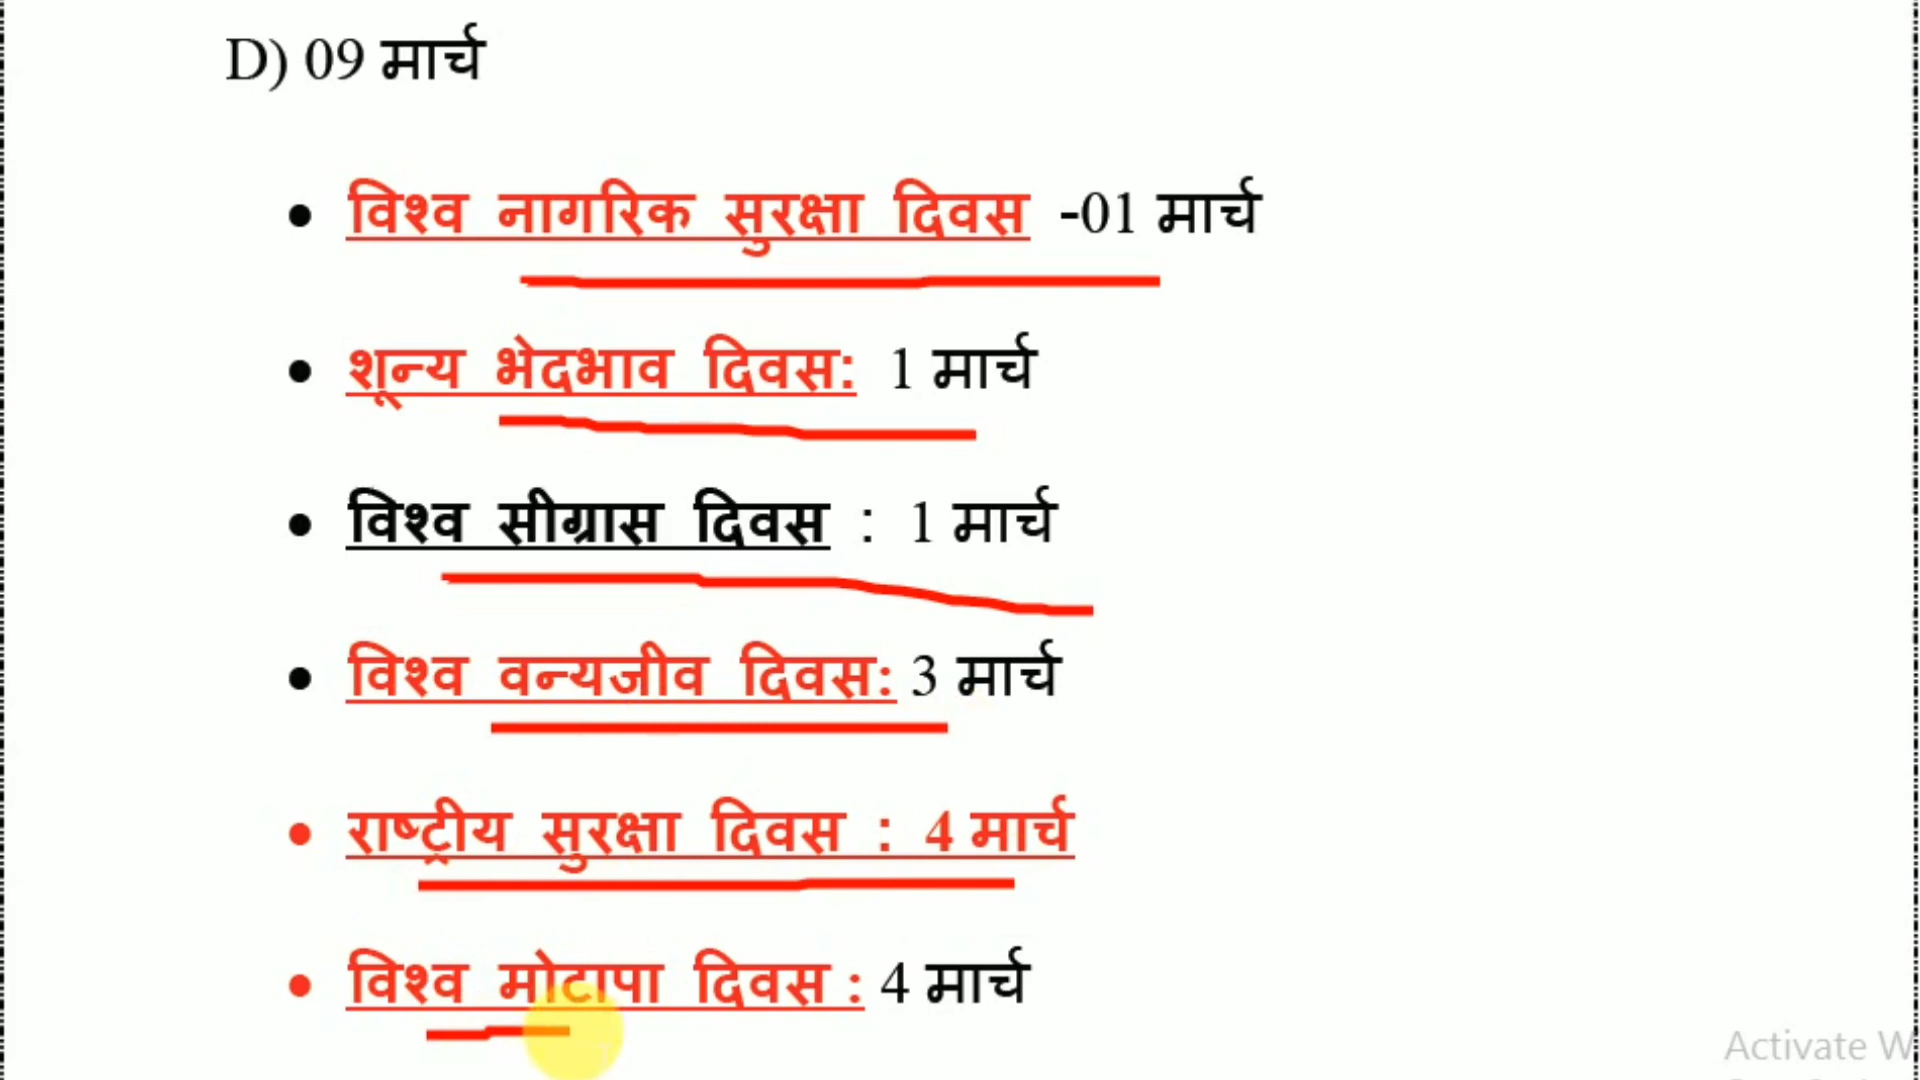 D) 09 मार्च
• विश्व नागरिक सुरक्षा दिवस -01 मार्च
• शून्य भेदभाव दिवस: 1 मार्च
• विश्व सीग्रास दिवस : 1 मार्च
• विश्व वन्यजीव दिवस: 3 मार्च
• राष्ट्रीय सुरक्षा दिवस : 4 मार्च
• विश्व मोटापा दिवस : 4 मार्च
Activate W